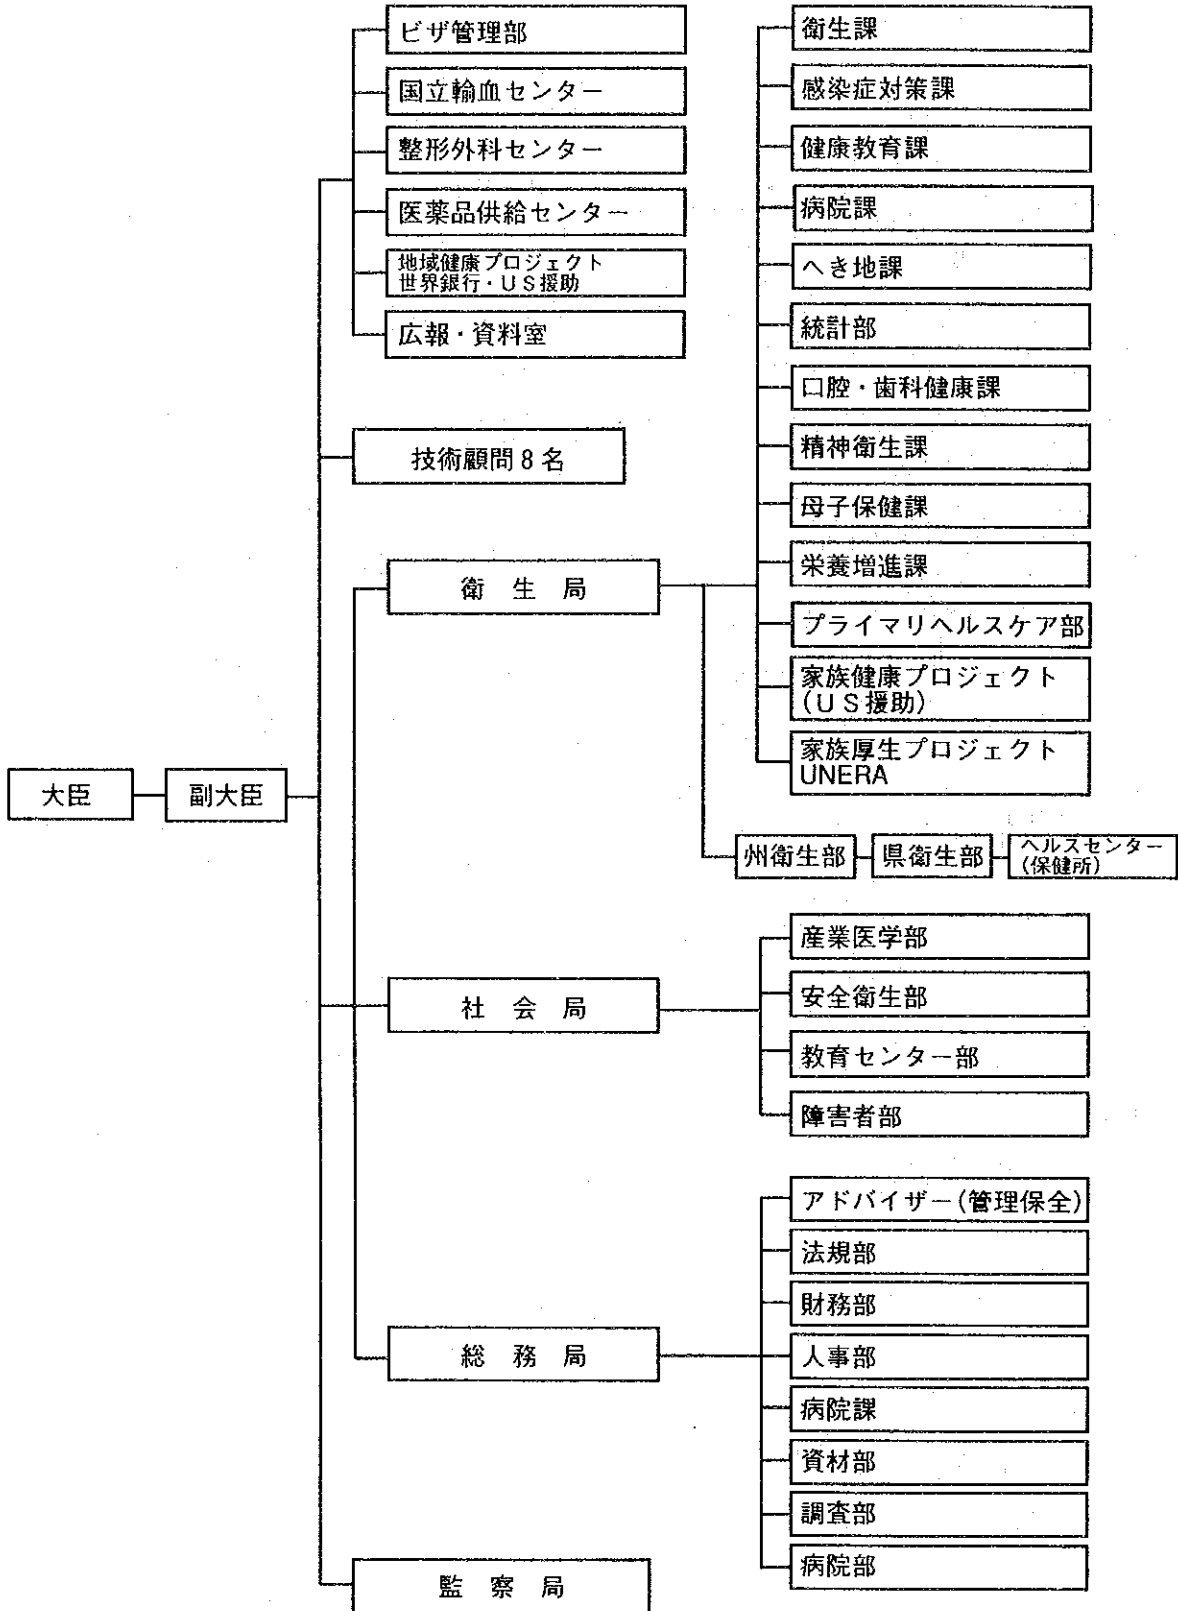 ビザ管理部
国立輸血センター
整形外科センター
医薬品供給センター
地域健康プロジェクト
世界銀行・US援助
広報・資料室
技術顧問8名
衛生課
感染症対策課
健康教育課
病院課
へき地課
統計部
口腔・歯科健康課
精神衛生課
母子保健課
栄養増進課
プライマリヘルスケア部
家族健康プロジェクト
(US援助)
家族厚生プロジェクト
UNERA
衛生局
大臣
副大臣
州衛生部
県衛生部
ヘルスセンター
(保健所)
社会局
産業医学部
安全衛生部
教育センター部
障害者部
総務局
アドバイザー(管理保全)
法規部
財務部
人事部
病院課
資材部
調査部
病院部
監察局